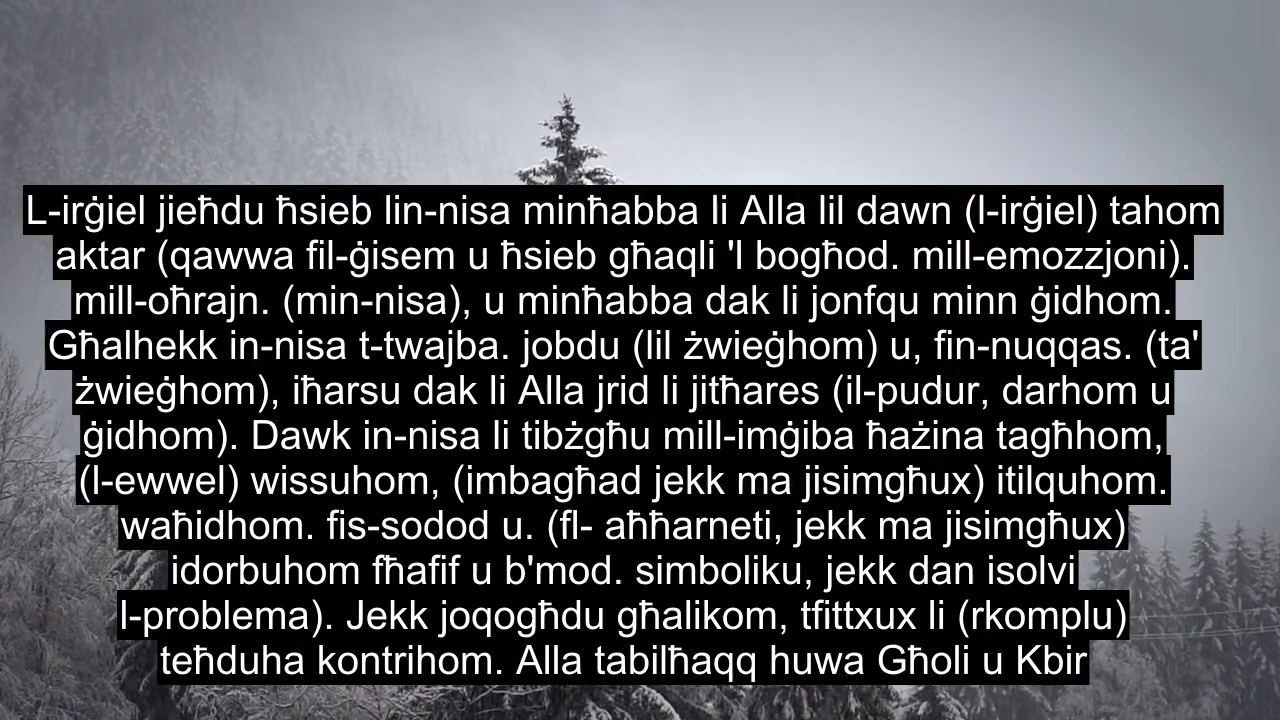 L-irġiel jieħdu ħsieb lin-nisa minħabba li Alla lil dawn (l-irġiel) tahom
aktar (qawwa fil-ġisem u ħsieb għaqli 'l bogħod. mill-emozzjoni).
mill-oħrajn. (min-nisa), u minħabba dak li jonfqu minn ġidhom.
Għalhekk in-nisa t-twajba. jobdu (lil żwieġhom) u, fin-nuqqas. (ta'
żwieġhom), iħarsu dak li Alla jrid li jitħares (il-pudur, darhom u
ġidhom). Dawk in-nisa li tibżgħu mill-imġiba ħażina tagħhom,
(l-ewwel) wissuhom, (imbagħad jekk ma jisimgħux) itilquhom.
waħidhom. fis-sodod u. (fl- aħħarneti, jekk ma jisimgħux)
idorbuhom fħafif u b'mod. simboliku, jekk dan isolvi
l-problema). Jekk joqogħdu għalikom, tfittxux li (rkomplu)
teħduha kontrihom. Alla tabilħaqq huwa Għoli u Kbir